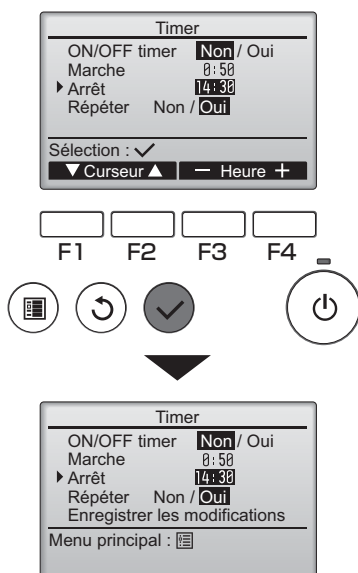 Timer
ON/OFF timer Non / Oui
Marche 8:50
Arrêt 14:30
Répéter Non / Oui
Sélection : ✓
▼ Curseur ▲ — Heure +
F1 F2 F3 F4
Timer
ON/OFF timer Non / Oui
Marche 8:50
Arrêt 14:30
Répéter Non / Oui
Enregistrer les modifications
Menu principal :